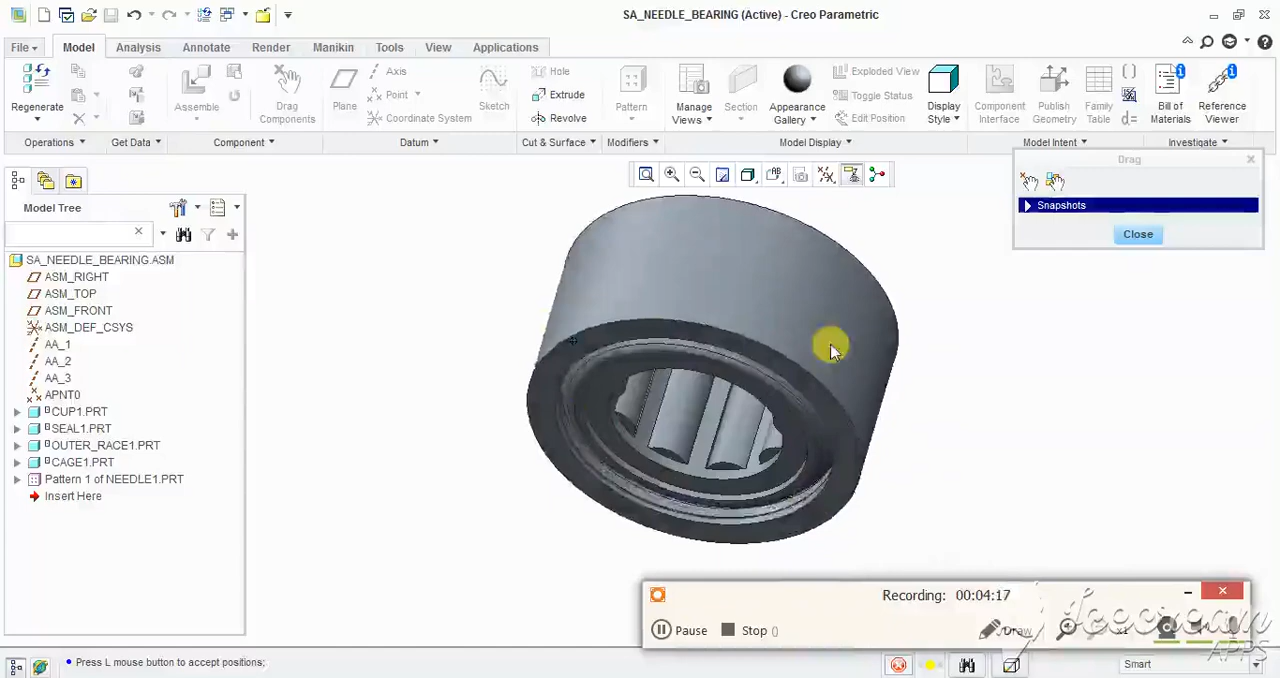 SA_NEEDLE_BEARING (Active) - Creo Parametric
File
Model
Analysis
Annotate
Render
Manikin
Tools
View
Applications
Regenerate
Assemble
Drag
Components
Plane
Axis
Point
Coordinate System
Sketch
Hole
Extrude
Revolve
Pattern
Manage
Views
Section
Appearance
Gallery
Exploded View
Toggle Status
Edit Position
Display
Style
Component
Interface
Publish
Geometry
Family
Table
Bill of
Materials
Reference
Viewer
Operations
Get Data
Component
Datum
Cut & Surface
Modifiers
Model Display
Model Intent
Investigate
Drag
Snapshots
Close
Model Tree
SA_NEEDLE_BEARING.ASM
ASM_RIGHT
ASM_TOP
ASM_FRONT
ASM_DEF_CSYS
AA_1
AA_2
AA_3
APNT0
CUP1.PRT
SEAL1.PRT
OUTER_RACE1.PRT
CAGE1.PRT
Pattern 1 of NEEDLE1.PRT
Insert Here
Recording: 00:04:17
Pause
Stop ()
Draw
x1
Icecream
APPS
Press L mouse button to accept positions;
Smart